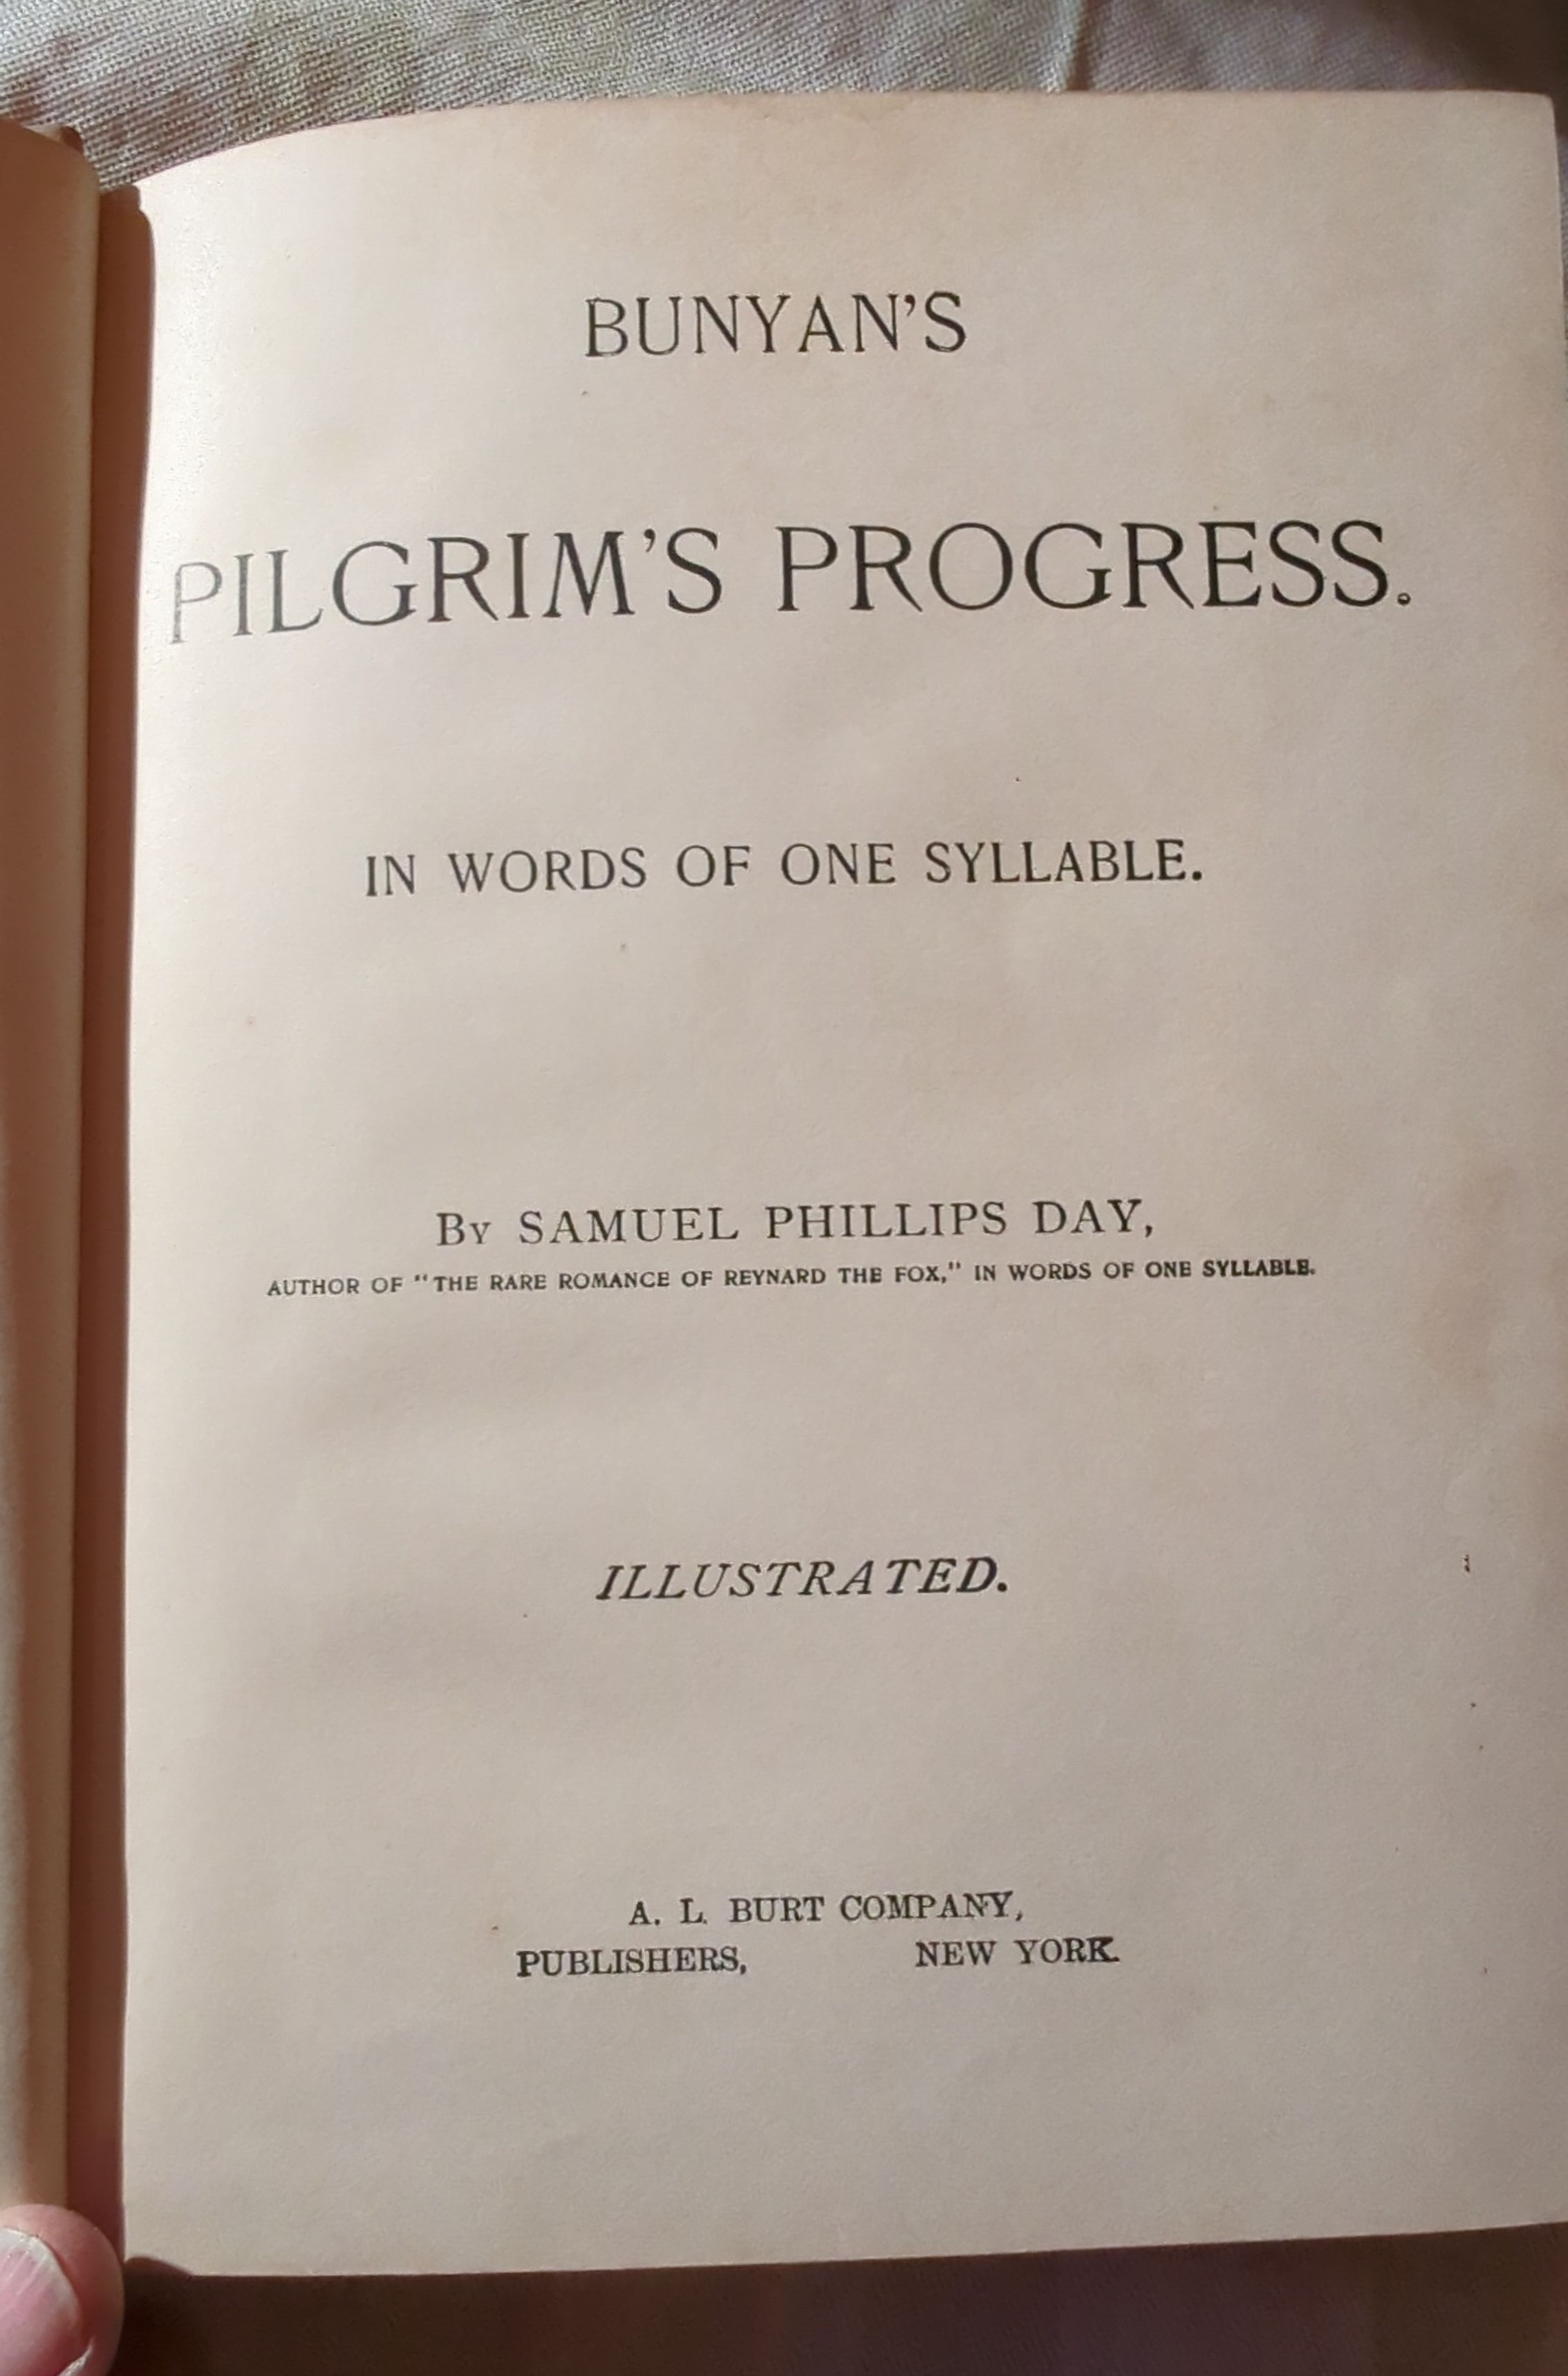 BUNYAN'S
PILGRIM'S PROGRESS.
IN WORDS OF ONE SYLLABLE.
By SAMUEL PHILLIPS DAY,
AUTHOR OF "THE RARE ROMANCE OF REYNARD THE FOX," IN WORDS OF ONE SYLLABLE.
ILLUSTRATED.
A. L. BURT COMPANY,
PUBLISHERS, NEW YORK.